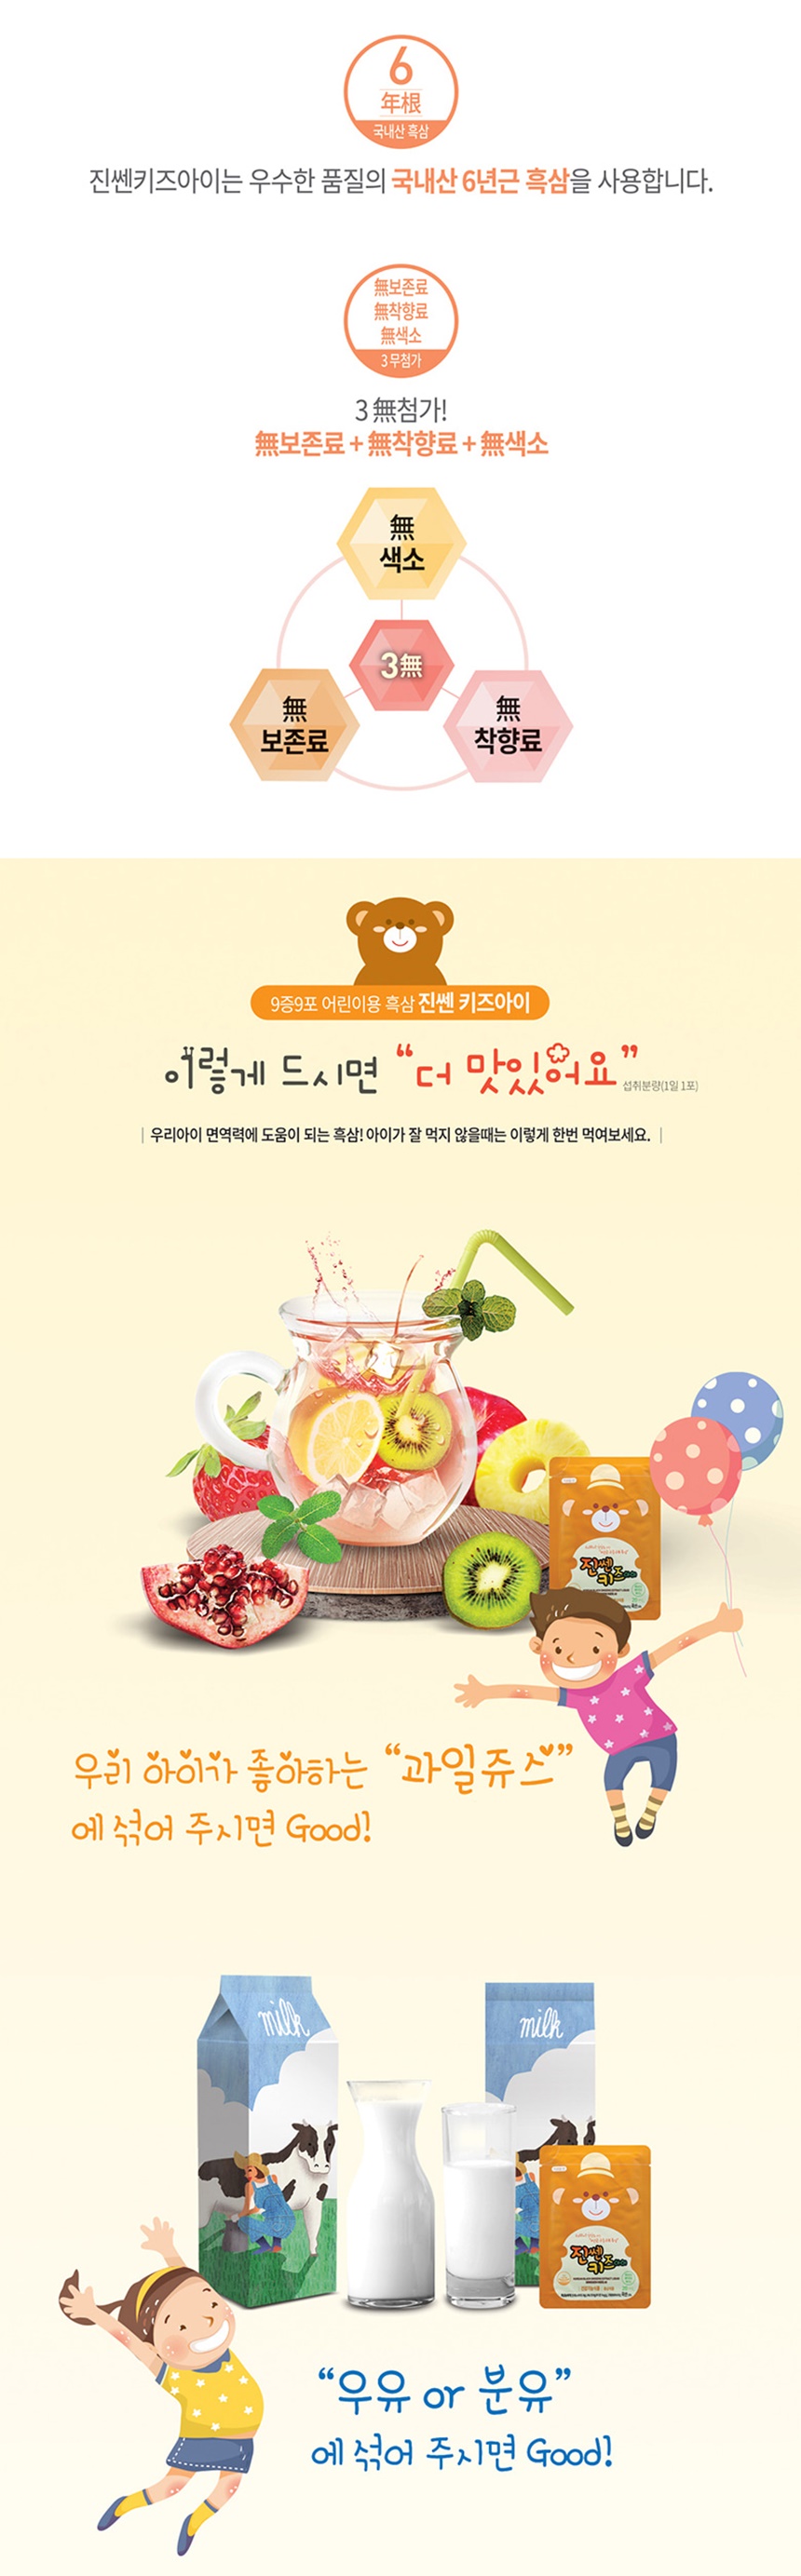 6
年根
국내산 흑삼
진쎈키즈아이는 우수한 품질의 국내산 6년근 흑삼을 사용합니다.
無보존료
無착향료
無색소
3무첨가
3無첨가!
無보존료 + 無착향료 + 無색소
無
색소
3無
無
보존료
無
착향료
9증9포 어린이용 흑삼 진쎈 키즈아이
이렇게 드시면 “더 맛있어요” 섭취분량(1일 1포)
우리아이 면역력에 도움이 되는 흑삼! 아이가 잘 먹지 않을때는 이렇게 한번 먹여보세요.
진쎈
키즈아이
우리 아이가 좋아하는 “과일쥬스”
에 섞어 주시면 Good!
milk
milk
진쎈
키즈아이
“우유 or 분유”
에 섞어 주시면 Good!